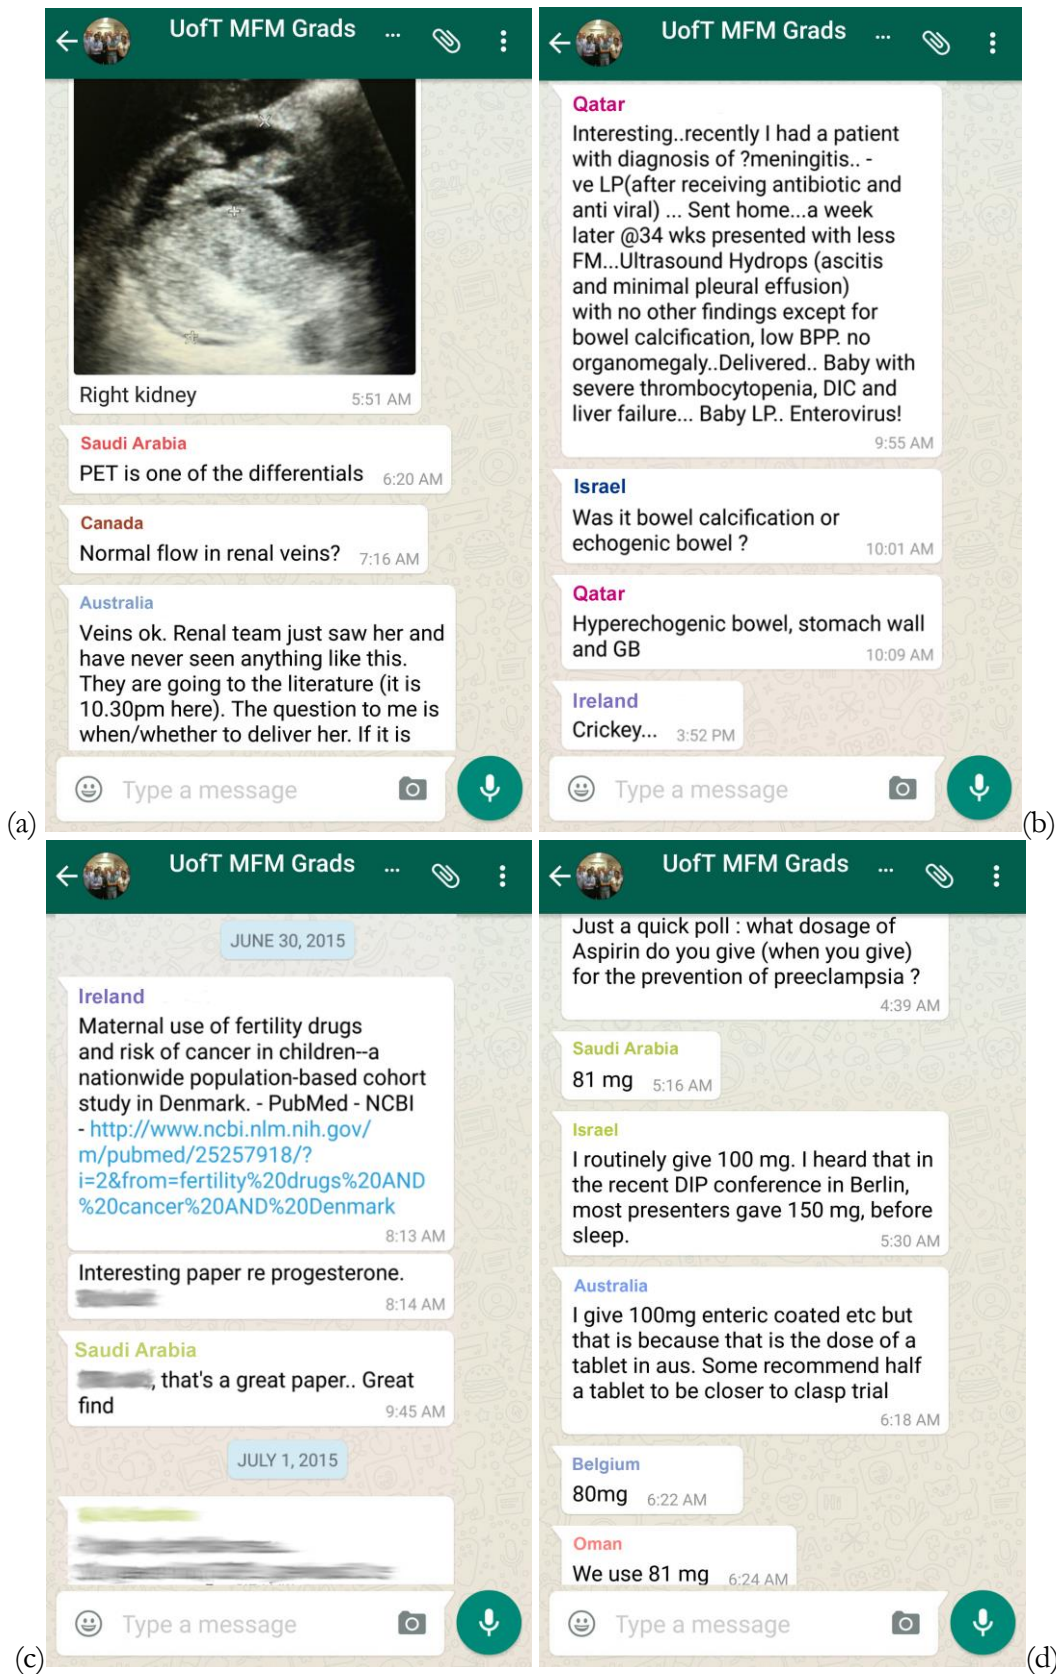 UofT MFM Grads ...
Right kidney
5:51 AM
Saudi Arabia
PET is one of the differentials 6:20 AM
Canada
Normal flow in renal veins? 7:16 AM
Australia
Veins ok. Renal team just saw her and
have never seen anything like this.
They are going to the literature (it is
10.30pm here). The question to me is
when/whether to deliver her. If it is
Type a message
(a)
UofT MFM Grads ...
Qatar
Interesting..recently I had a patient
with diagnosis of ?meningitis.. -
ve LP(after receiving antibiotic and
anti viral) ... Sent home...a week
later @34 wks presented with less
FM...Ultrasound Hydrops (ascitis
and minimal pleural effusion)
with no other findings except for
bowel calcification, low BPP. no
organomegaly..Delivered.. Baby with
severe thrombocytopenia, DIC and
liver failure... Baby LP.. Enterovirus!
9:55 AM
Israel
Was it bowel calcification or
echogenic bowel ? 10:01 AM
Qatar
Hyperechogenic bowel, stomach wall
and GB 10:09 AM
Ireland
Crickey... 3:52 PM
Type a message
(b)
UofT MFM Grads ...
JUNE 30, 2015
Ireland
Maternal use of fertility drugs
and risk of cancer in children--a
nationwide population-based cohort
study in Denmark. - PubMed - NCBI
- http://www.ncbi.nlm.nih.gov/
m/pubmed/25257918/?
i=2&from=fertility%20drugs%20AND
%20cancer%20AND%20Denmark
8:13 AM
Interesting paper re progesterone.
8:14 AM
Saudi Arabia
, that's a great paper.. Great
find 9:45 AM
JULY 1, 2015
Type a message
(c)
UofT MFM Grads ...
Just a quick poll : what dosage of
Aspirin do you give (when you give)
for the prevention of preeclampsia ?
4:39 AM
Saudi Arabia
81 mg 5:16 AM
Israel
I routinely give 100 mg. I heard that in
the recent DIP conference in Berlin,
most presenters gave 150 mg, before
sleep. 5:30 AM
Australia
I give 100mg enteric coated etc but
that is because that is the dose of a
tablet in aus. Some recommend half
a tablet to be closer to clasp trial
6:18 AM
Belgium
80mg 6:22 AM
Oman
We use 81 mg 6:24 AM
Type a message
(d)